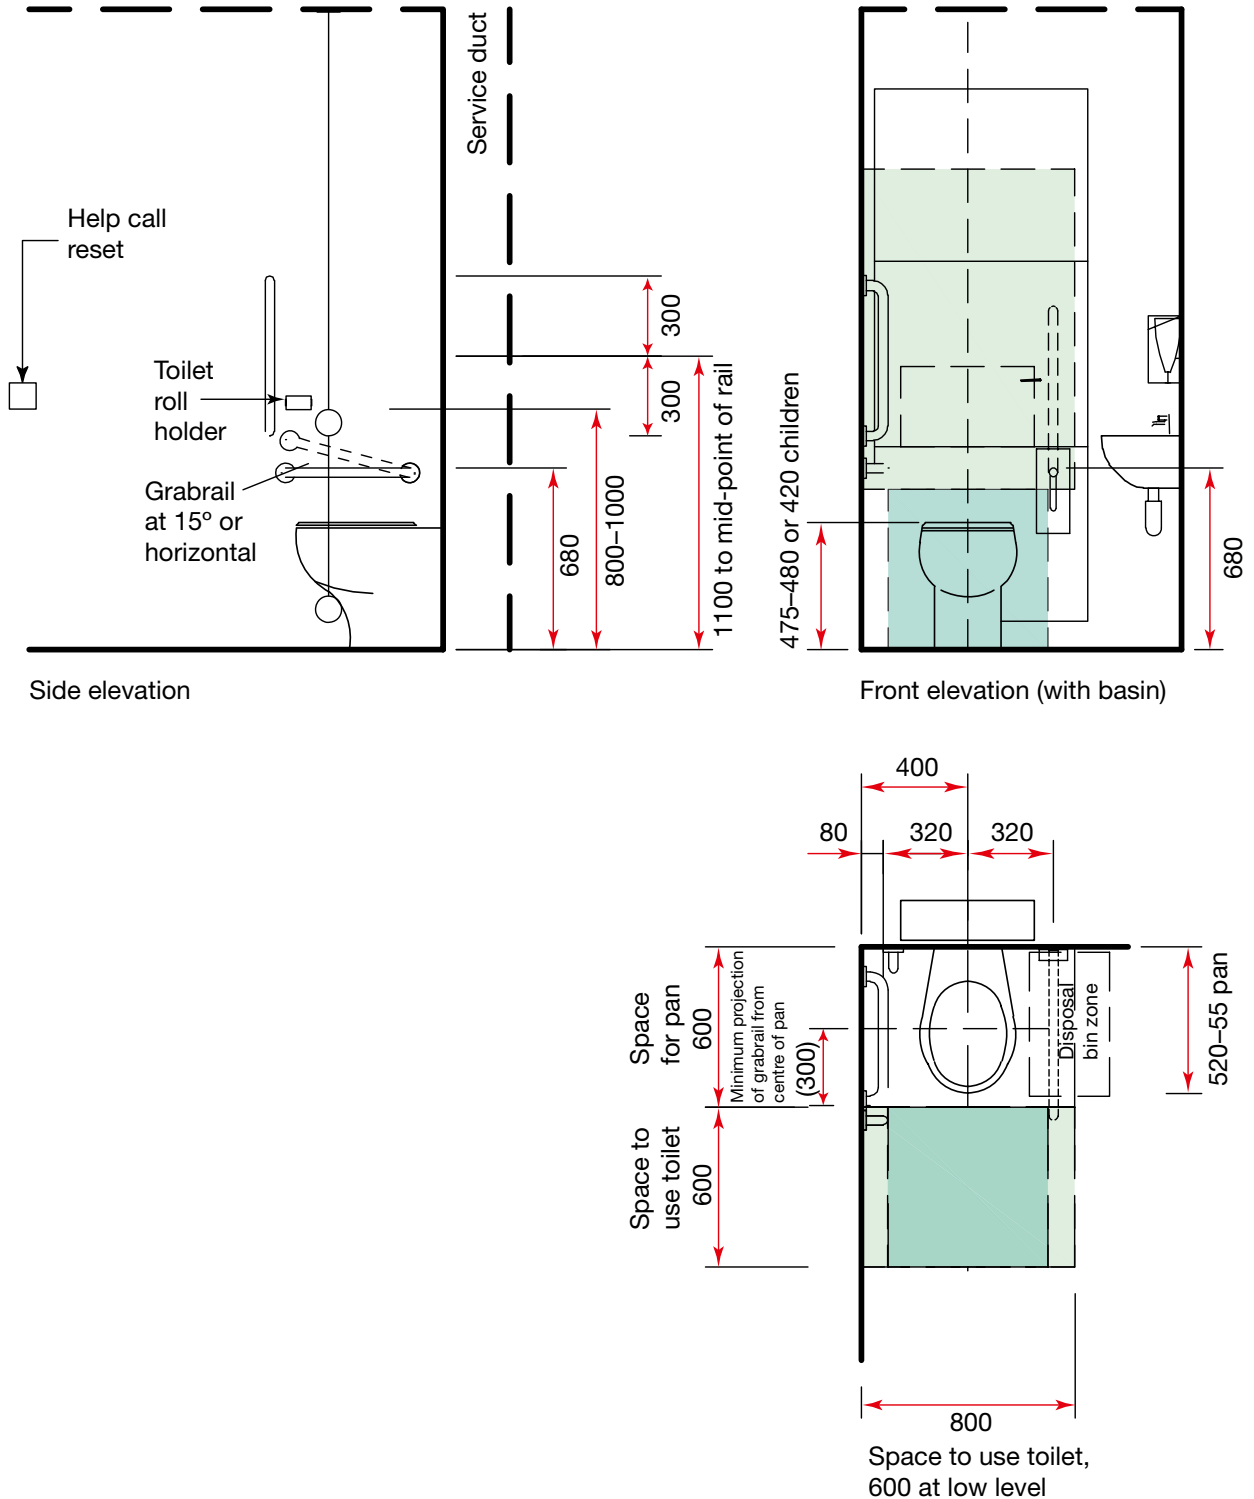 Service duct
Help call
reset
Toilet
roll
holder
Grabrail
at 15º or
horizontal
300
300
680
800–1000
1100 to mid-point of rail
Side elevation
475–480 or 420 children
680
Front elevation (with basin)
400
80
320
320
Space
for pan
600
Minimum projection
of grabrail from
centre of pan
(300)
Disposal
bin zone
520–55 pan
Space to
use toilet
600
800
Space to use toilet,
600 at low level